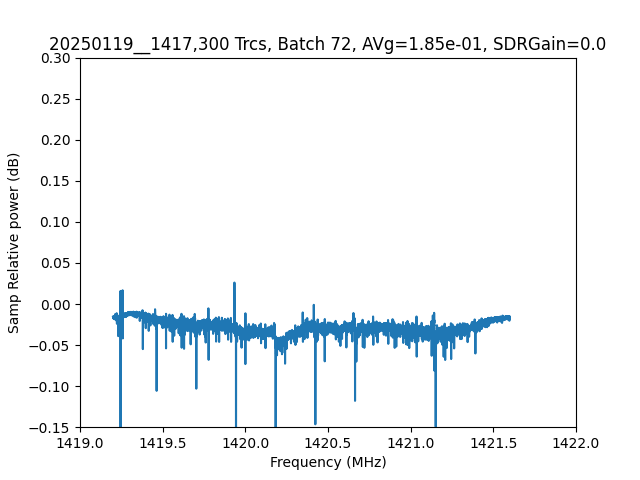 20250119__1417,300 Trcs, Batch 72, AVg=1.85e-01, SDRGain=0.0
0.30
0.25
0.20
0.15
0.10
0.05
0.00
−0.05
−0.10
−0.15
Samp Relative power (dB)
1419.0 1419.5 1420.0 1420.5 1421.0 1421.5 1422.0
Frequency (MHz)